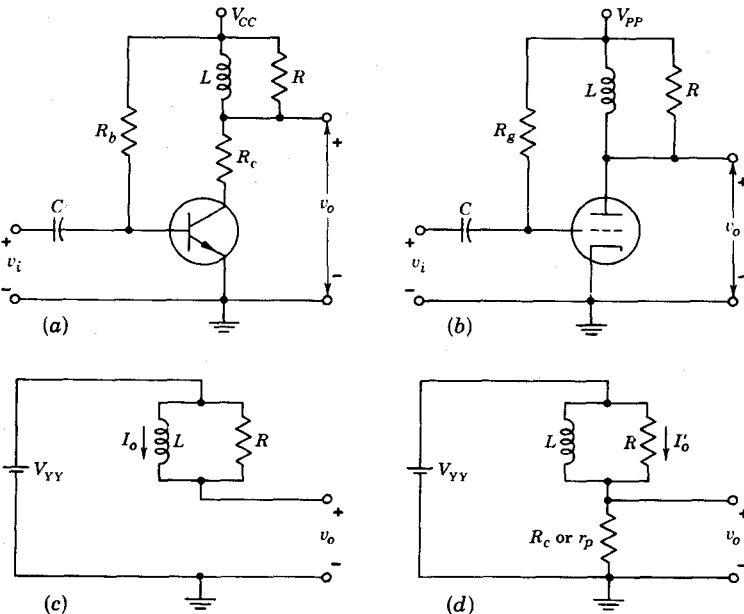 V_CC
L
R
R_b
R_c
C
+
+
v_i
v_o
−
−
(a)
V_PP
L
R
R_g
C
+
+
v_i
v_o
−
−
(b)
I_o
L
R
V_YY
+
v_o
−
(c)
L
R
I'_o
V_YY
+
R_c or r_p
v_o
−
(d)